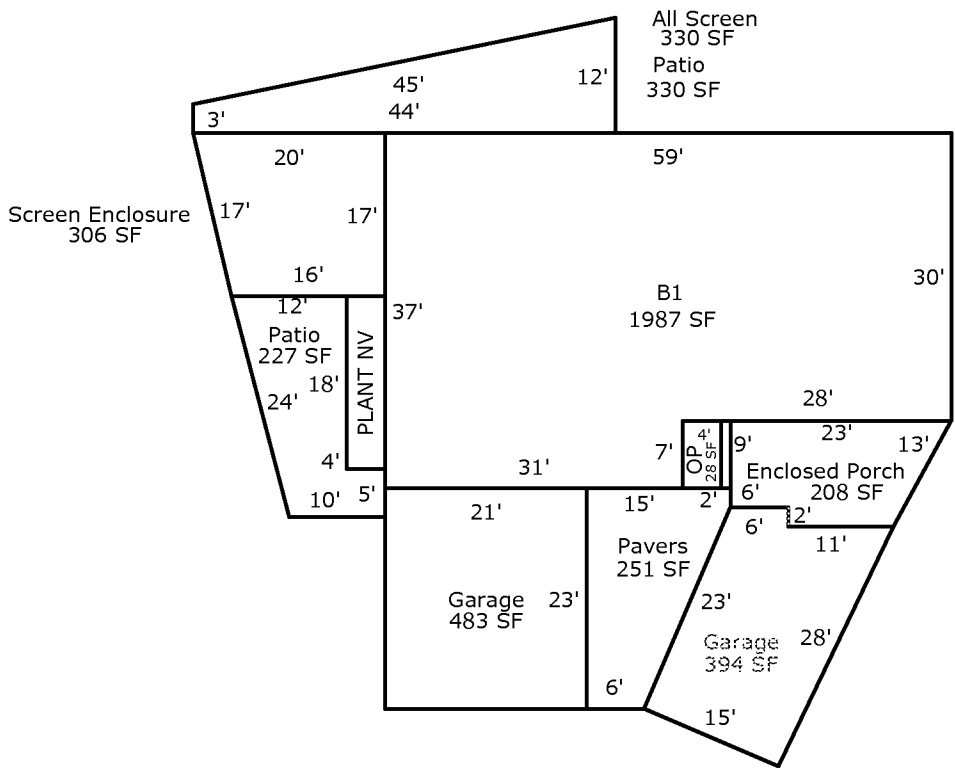 All Screen
330 SF
Patio
330 SF
12'
45'
44'
3'
20'
59'
17'
17'
Screen Enclosure
306 SF
16'
30'
B1
1987 SF
12'
37'
Patio
227 SF
PLANT NV
18'
24'
28'
4'
23'
13'
9'
7'
OP
28 SF
4'
31'
Enclosed Porch
208 SF
5'
10'
6'
2'
15'
21'
2'
6'
11'
Pavers
251 SF
Garage
483 SF
23'
23'
Garage
394 SF
28'
6'
15'